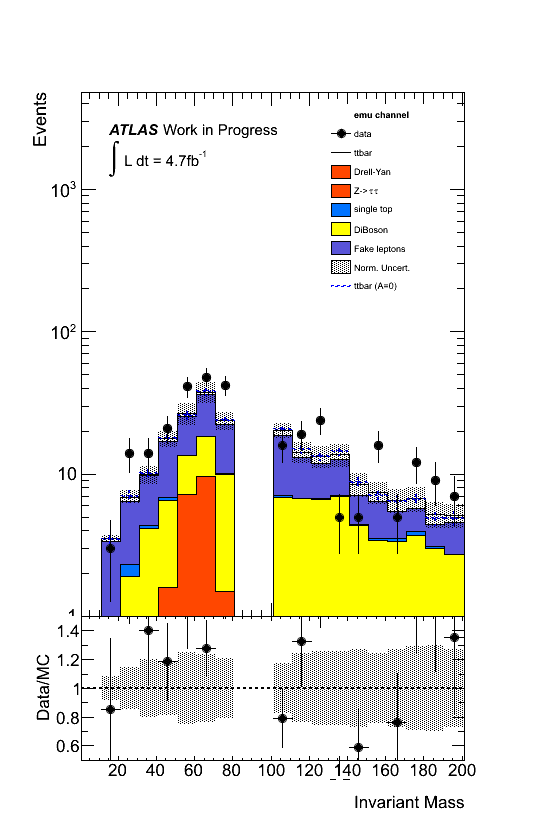 Events
ATLAS Work in Progress
∫ L dt = 4.7fb⁻¹
emu channel
data
ttbar
Drell-Yan
Z->ττ
single top
DiBoson
Fake leptons
Norm. Uncert.
ttbar (A=0)
10³
10²
10
1
Data/MC
1.4
1.2
1
0.8
0.6
20 40 60 80 100 120 140 160 180 200
Invariant Mass